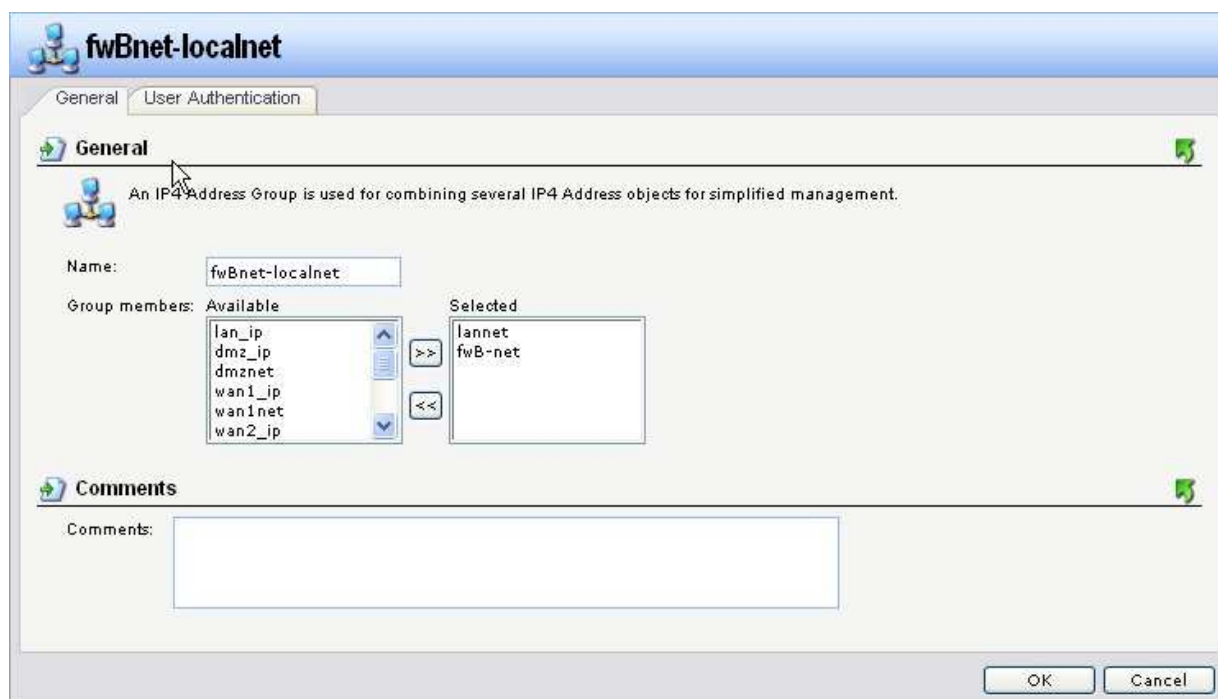 fwBnet-localnet
General User Authentication
General
An IP4 Address Group is used for combining several IP4 Address objects for simplified management.
Name: fwBnet-localnet
Group members: Available Selected
lan_ip lannet
dmz_ip >> fwB-net
dmznet
wan1_ip
wan1net <<
wan2_ip
Comments
Comments:
OK Cancel